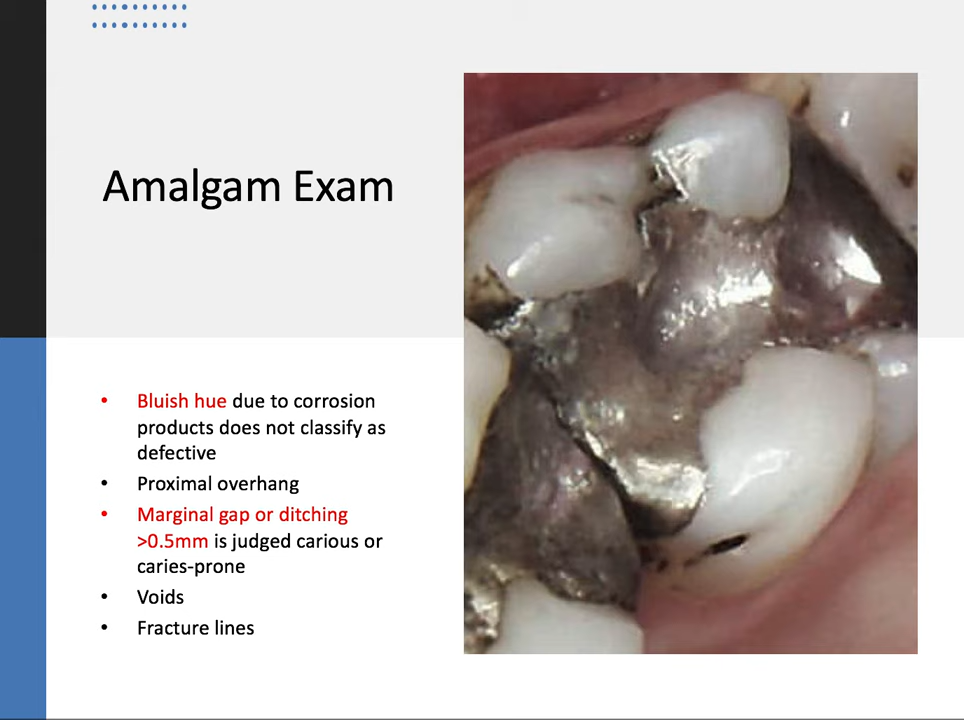 Amalgam Exam
• Bluish hue due to corrosion
products does not classify as
defective
• Proximal overhang
• Marginal gap or ditching
>0.5mm is judged carious or
caries-prone
• Voids
• Fracture lines